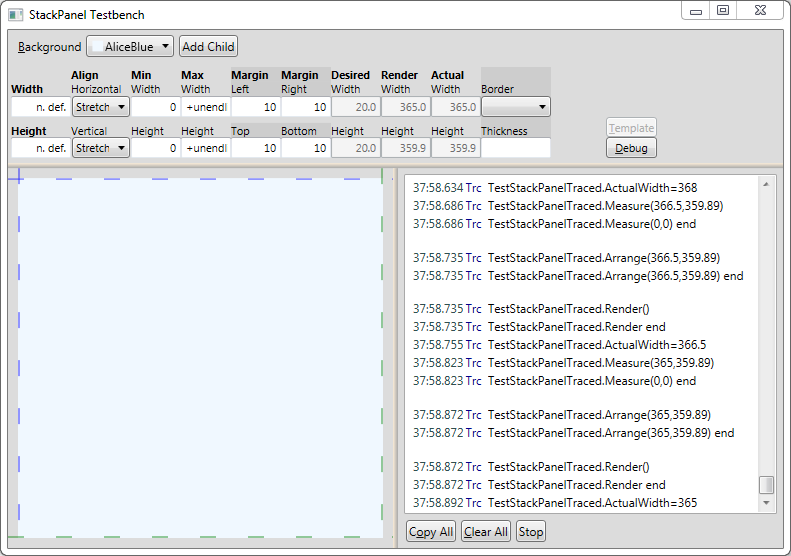 StackPanel Testbench
Background AliceBlue Add Child
Align Min Max Margin Margin Desired Render Actual
Width Horizontal Width Width Left Right Width Width Width Border
n. def. Stretch 0 +unendl 10 10 20.0 365.0 365.0
Height Vertical Height Height Top Bottom Height Height Height Thickness Template
n. def. Stretch 0 +unendl 10 10 20.0 359.9 359.9 Debug
37:58.634 Trc TestStackPanelTraced.ActualWidth=368
37:58.686 Trc TestStackPanelTraced.Measure(366.5,359.89)
37:58.686 Trc TestStackPanelTraced.Measure(0,0) end
37:58.735 Trc TestStackPanelTraced.Arrange(366.5,359.89)
37:58.735 Trc TestStackPanelTraced.Arrange(366.5,359.89) end
37:58.735 Trc TestStackPanelTraced.Render()
37:58.735 Trc TestStackPanelTraced.Render end
37:58.755 Trc TestStackPanelTraced.ActualWidth=366.5
37:58.823 Trc TestStackPanelTraced.Measure(365,359.89)
37:58.823 Trc TestStackPanelTraced.Measure(0,0) end
37:58.872 Trc TestStackPanelTraced.Arrange(365,359.89)
37:58.872 Trc TestStackPanelTraced.Arrange(365,359.89) end
37:58.872 Trc TestStackPanelTraced.Render()
37:58.872 Trc TestStackPanelTraced.Render end
37:58.892 Trc TestStackPanelTraced.ActualWidth=365
Copy All Clear All Stop